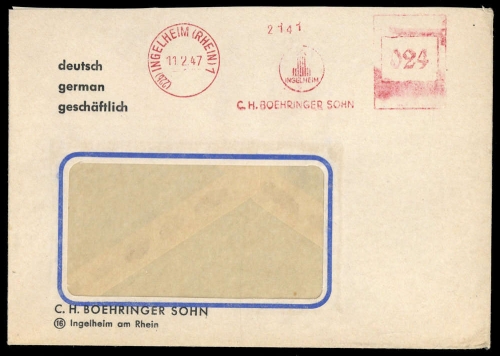 2141
(22b) INGELHEIM (RHEIN) 1
11.2.47
INGELHEIM
C. H. BOEHRINGER SOHN
024
deutsch
german
geschäftlich
C. H. BOEHRINGER SOHN
16 Ingelheim am Rhein